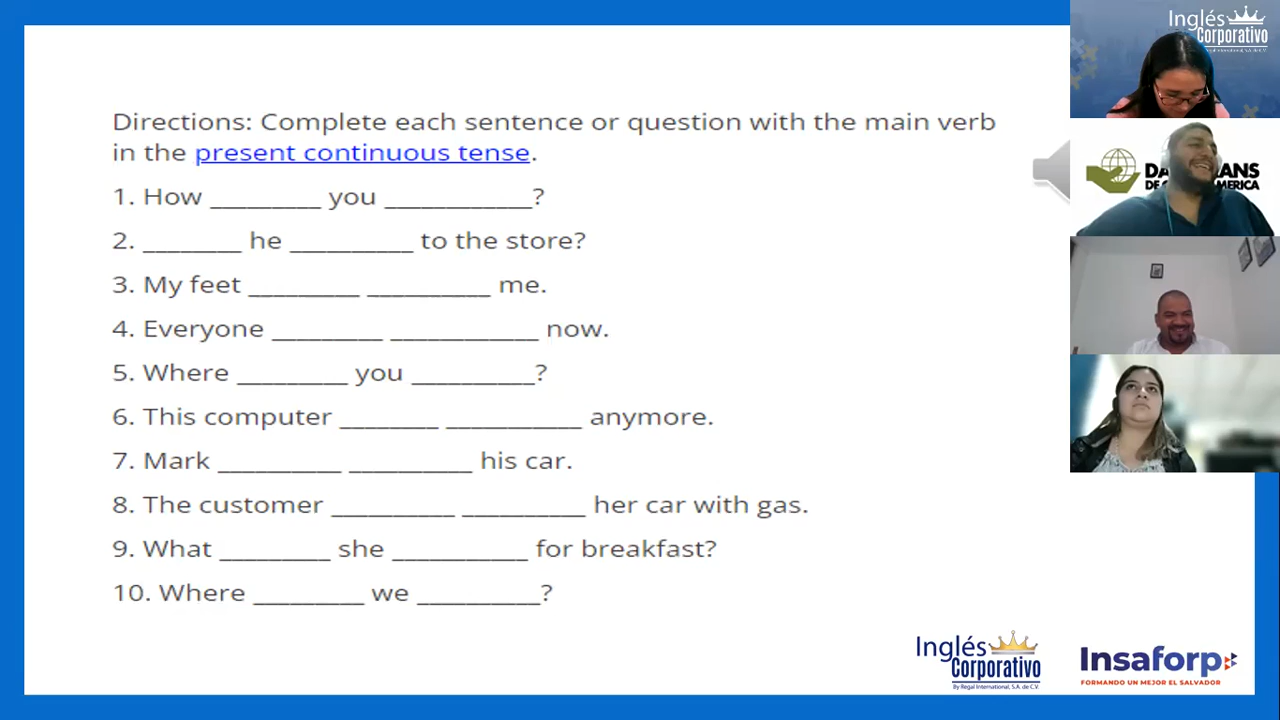 Directions: Complete each sentence or question with the main verb
in the present continuous tense.
1. How _________ you ____________?
2. ________ he __________ to the store?
3. My feet _________ __________ me.
4. Everyone _________ ____________ now.
5. Where _________ you __________?
6. This computer ________ ___________ anymore.
7. Mark __________ __________ his car.
8. The customer __________ __________ her car with gas.
9. What _________ she ___________ for breakfast?
10. Where _________ we __________?
Inglés
Corporativo
By Regal International, S.A. de C.V.
Insaforp
FORMANDO UN MEJOR EL SALVADOR
Inglés
Corporativo